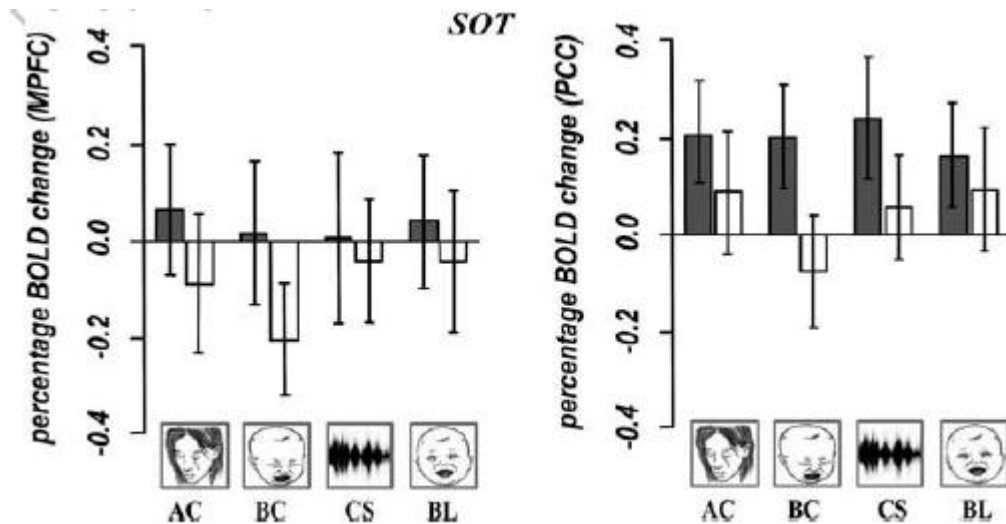 SOT
percentage BOLD change (MPFC)
0.4
0.2
0.0
-0.2
-0.4
AC BC CS BL
percentage BOLD change (PCC)
0.4
0.2
0.0
-0.2
-0.4
AC BC CS BL